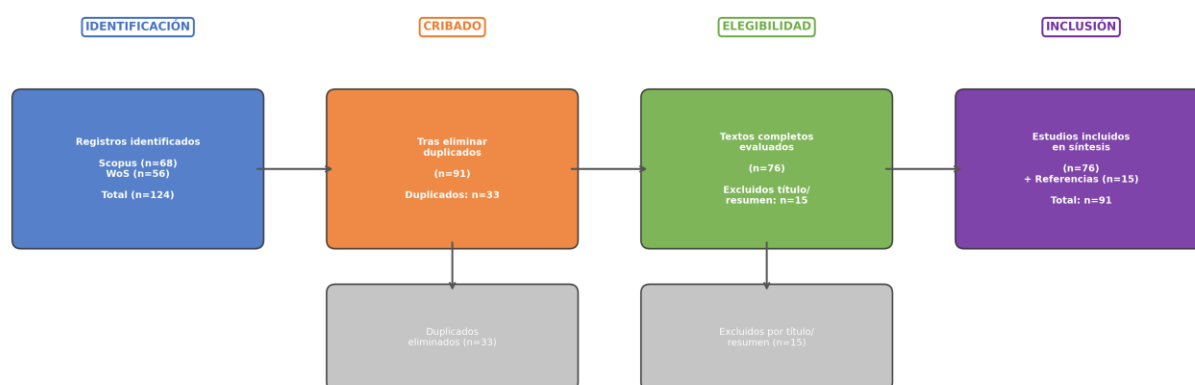 IDENTIFICACIÓN
CRIBADO
ELEGIBILIDAD
INCLUSIÓN
Registros identificados
Scopus (n=68)
WoS (n=56)
Total (n=124)
Tras eliminar
duplicados
(n=91)
Duplicados: n=33
Textos completos
evaluados
(n=76)
Excluidos título/
resumen: n=15
Estudios incluidos
en síntesis
(n=76)
+ Referencias (n=15)
Total: n=91
Duplicados
eliminados (n=33)
Excluidos por título/
resumen (n=15)